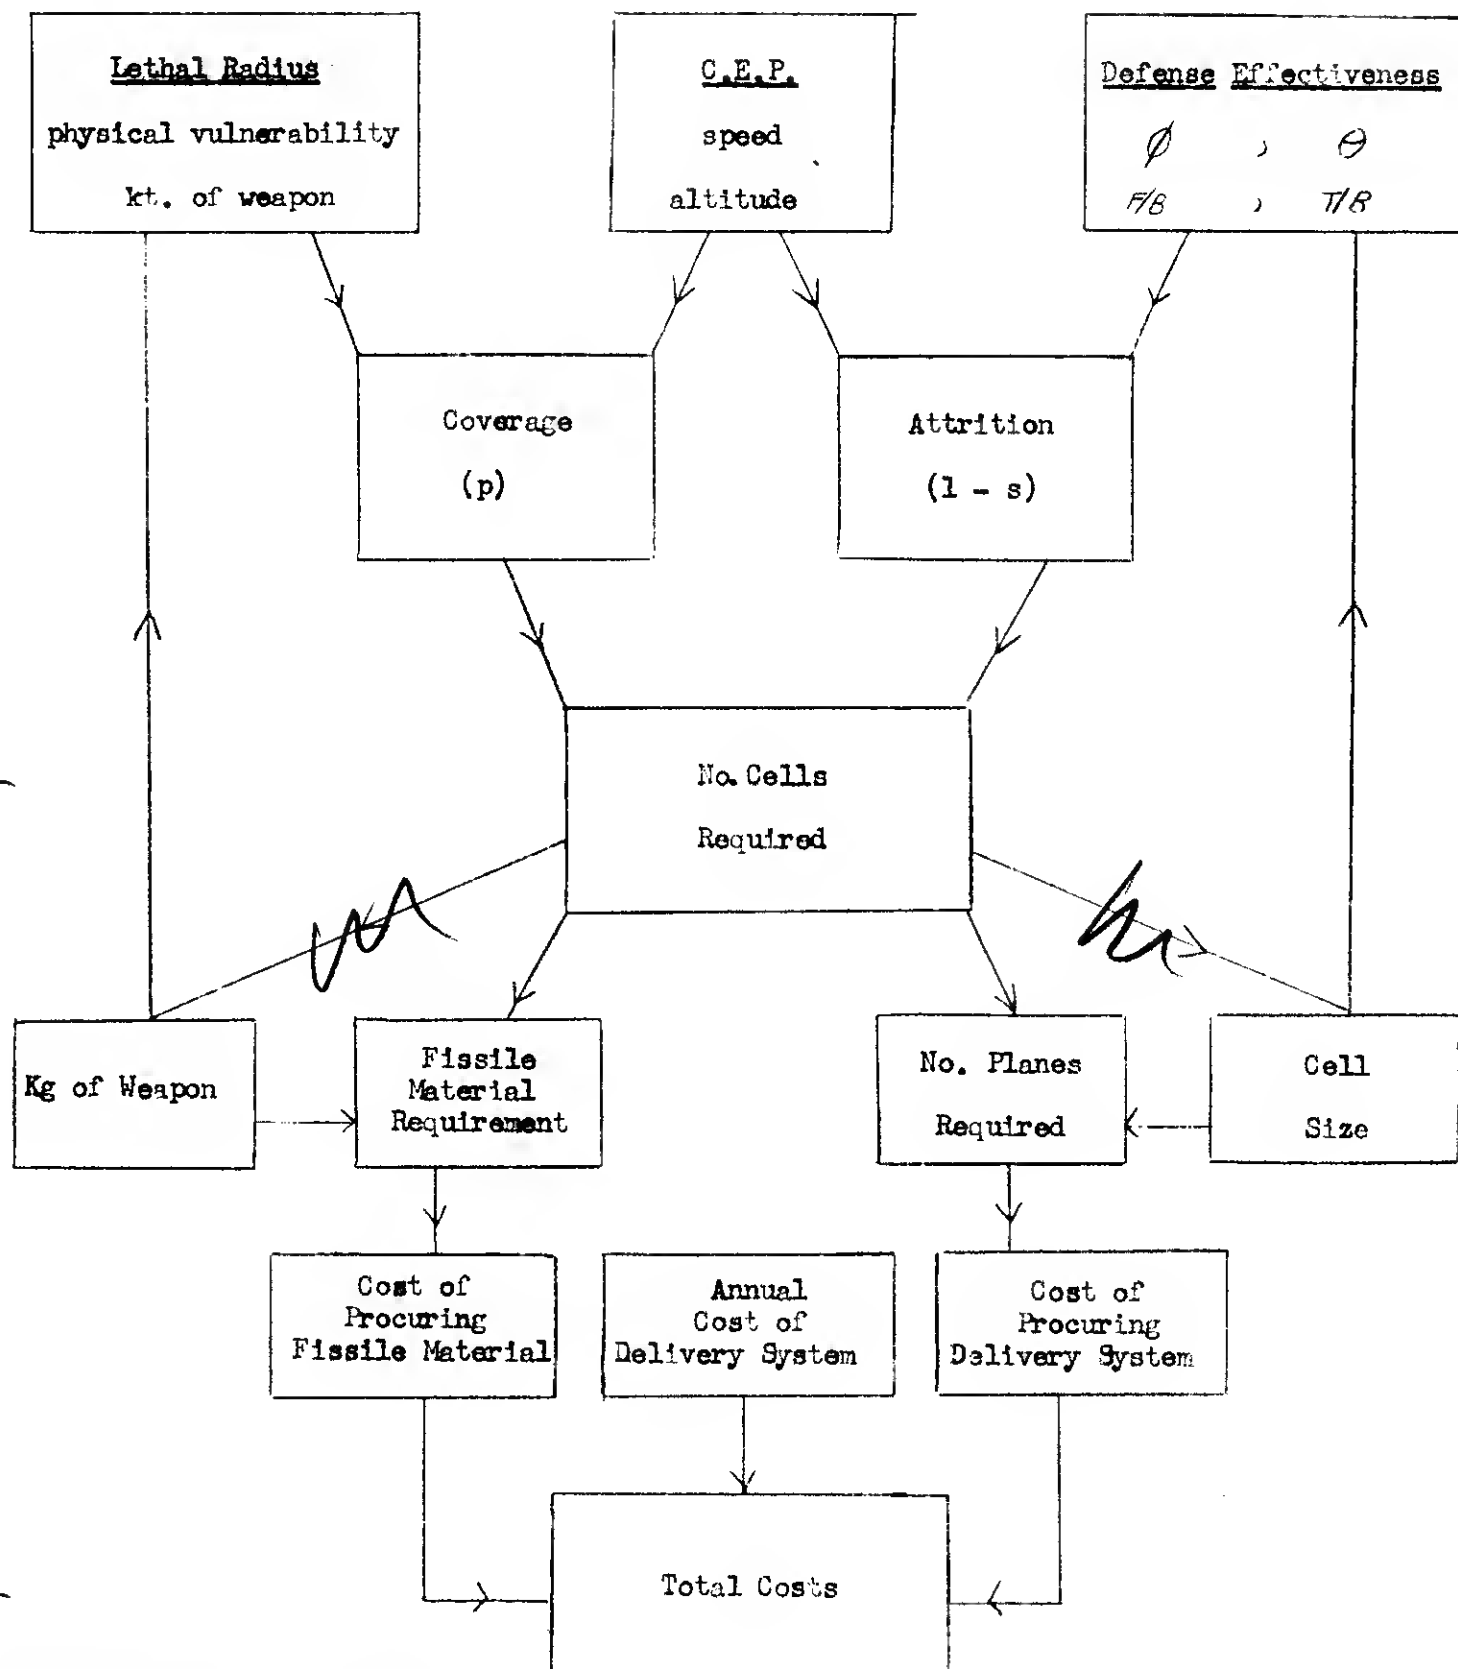 Lethal Radius
physical vulnerability
kt. of weapon
C.E.P.
speed
altitude
Defense Effectiveness
ϕ , θ
F/B , T/B
Coverage
(p)
Attrition
(1 - s)
No. Cells
Required
Kg of Weapon
Fissile
Material
Requirement
No. Planes
Required
Cell
Size
Cost of
Procuring
Fissile Material
Annual
Cost of
Delivery System
Cost of
Procuring
Delivery System
Total Costs